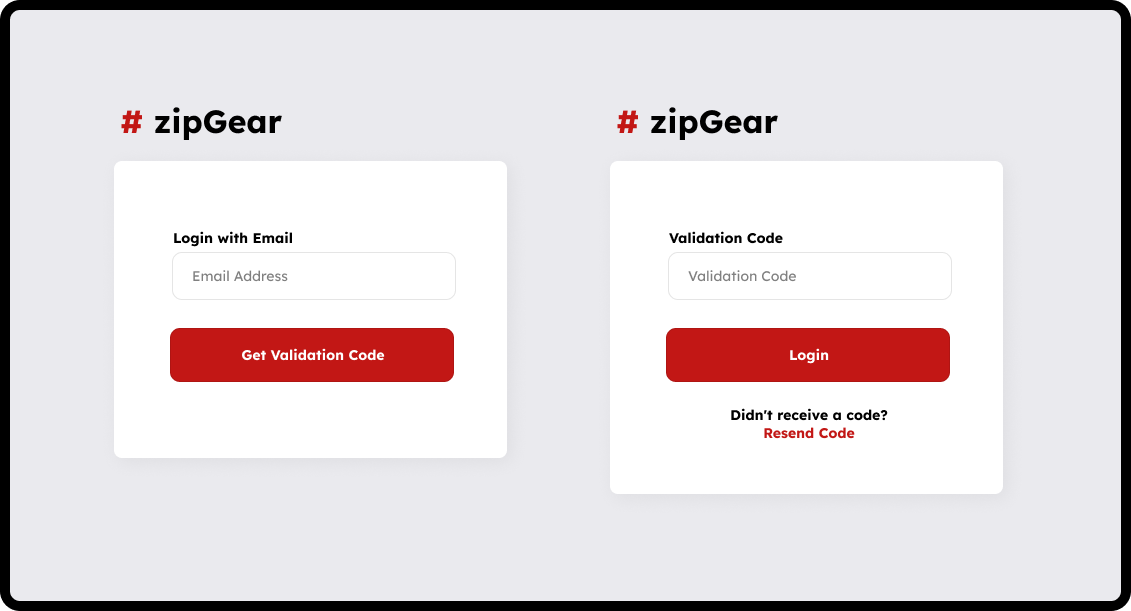 # zipGear
Login with Email
Email Address
Get Validation Code
# zipGear
Validation Code
Validation Code
Login
Didn't receive a code?
Resend Code